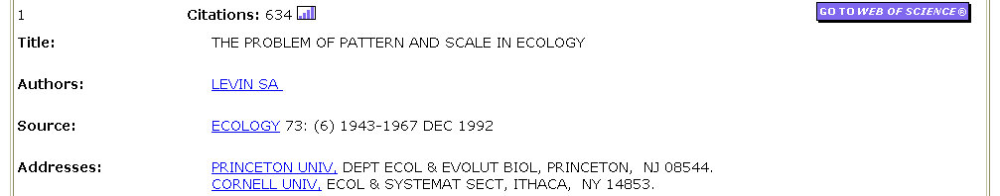 1 Citations: 634 GO TO WEB OF SCIENCE®
Title: THE PROBLEM OF PATTERN AND SCALE IN ECOLOGY
Authors: LEVIN SA
Source: ECOLOGY 73: (6) 1943-1967 DEC 1992
Addresses: PRINCETON UNIV, DEPT ECOL & EVOLUT BIOL, PRINCETON, NJ 08544.
CORNELL UNIV, ECOL & SYSTEMAT SECT, ITHACA, NY 14853.